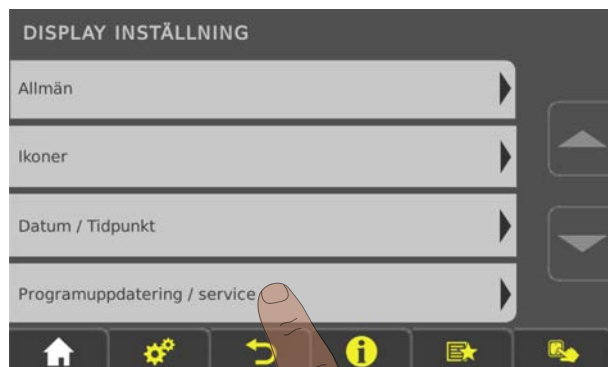 DISPLAY INSTÄLLNING
Allmän
Ikoner
Datum / Tidpunkt
Programuppdatering / service